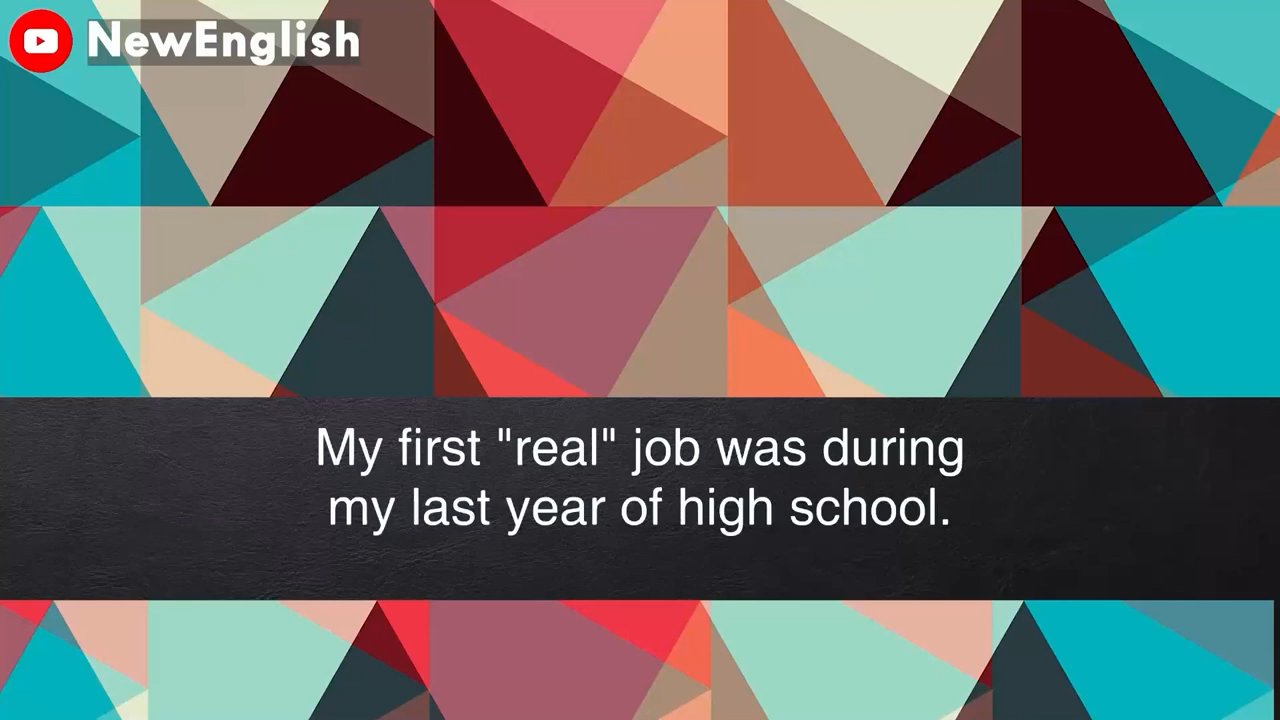 NewEnglish
My first "real" job was during
my last year of high school.